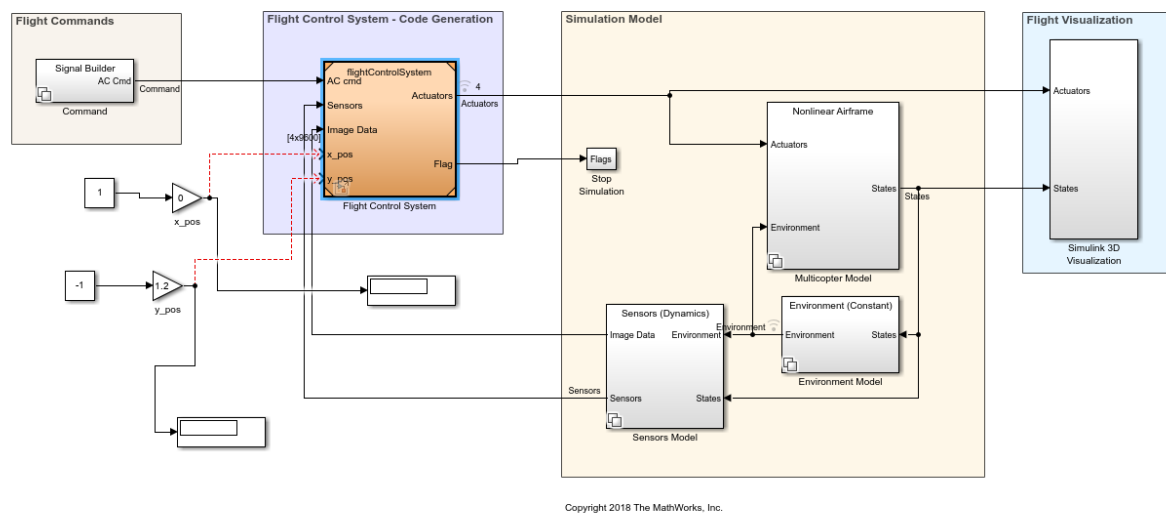 Flight Commands
Signal Builder
AC Cmd
Command
Command
Flight Control System - Code Generation
flightControlSystem
AC cmd
Sensors
Image Data
[4x9600]
x_pos
y_pos
Actuators
4
Actuators
Flag
Flight Control System
1
0
x_pos
-1
1.2
y_pos
Simulation Model
Flags
Stop
Simulation
Nonlinear Airframe
Actuators
States
States
Environment
Multicopter Model
Sensors (Dynamics)
Image Data
Environment
Environment
Sensors
Sensors
States
Sensors Model
Environment (Constant)
Environment
States
Environment Model
Flight Visualization
Actuators
States
Simulink 3D
Visualization
Copyright 2018 The MathWorks, Inc.